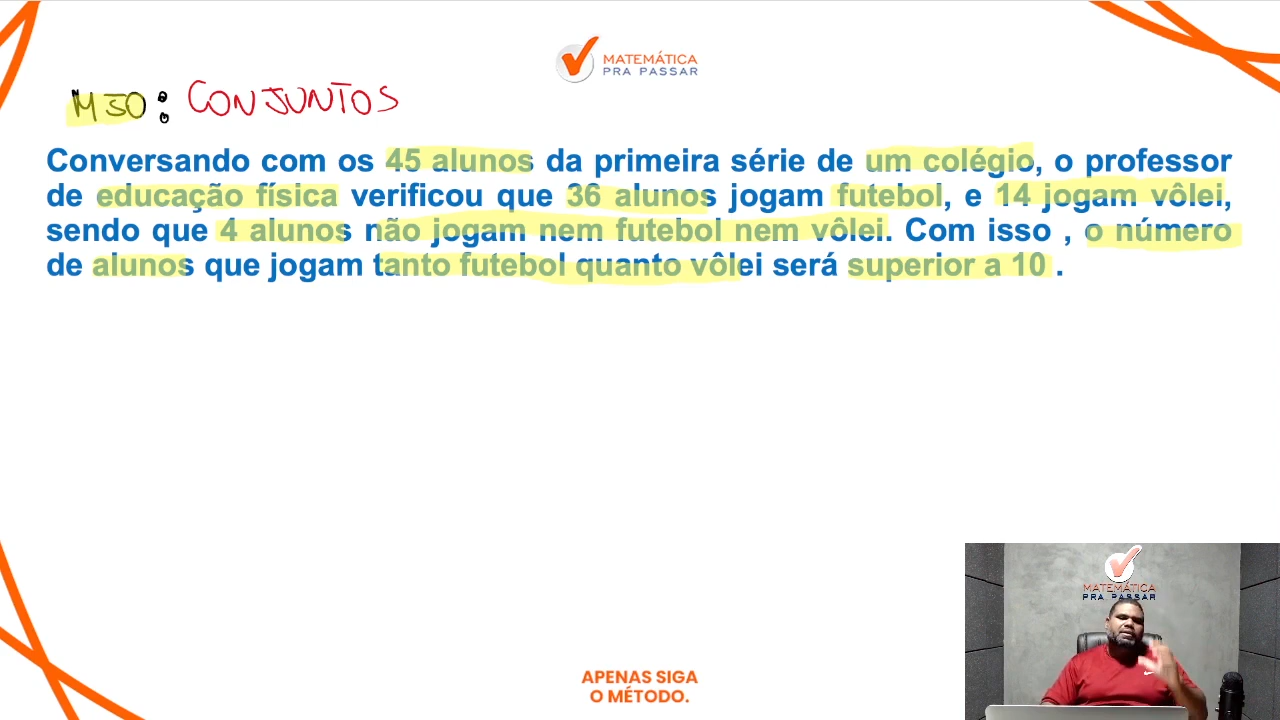 MATEMÁTICA
PRA PASSAR
MJO: CONJUNTOS
Conversando com os 45 alunos da primeira série de um colégio, o professor
de educação física verificou que 36 alunos jogam futebol, e 14 jogam vôlei,
sendo que 4 alunos não jogam nem futebol nem vôlei. Com isso , o número
de alunos que jogam tanto futebol quanto vôlei será superior a 10 .
MATEMÁTICA
PRA PASSAR
APENAS SIGA
O MÉTODO.